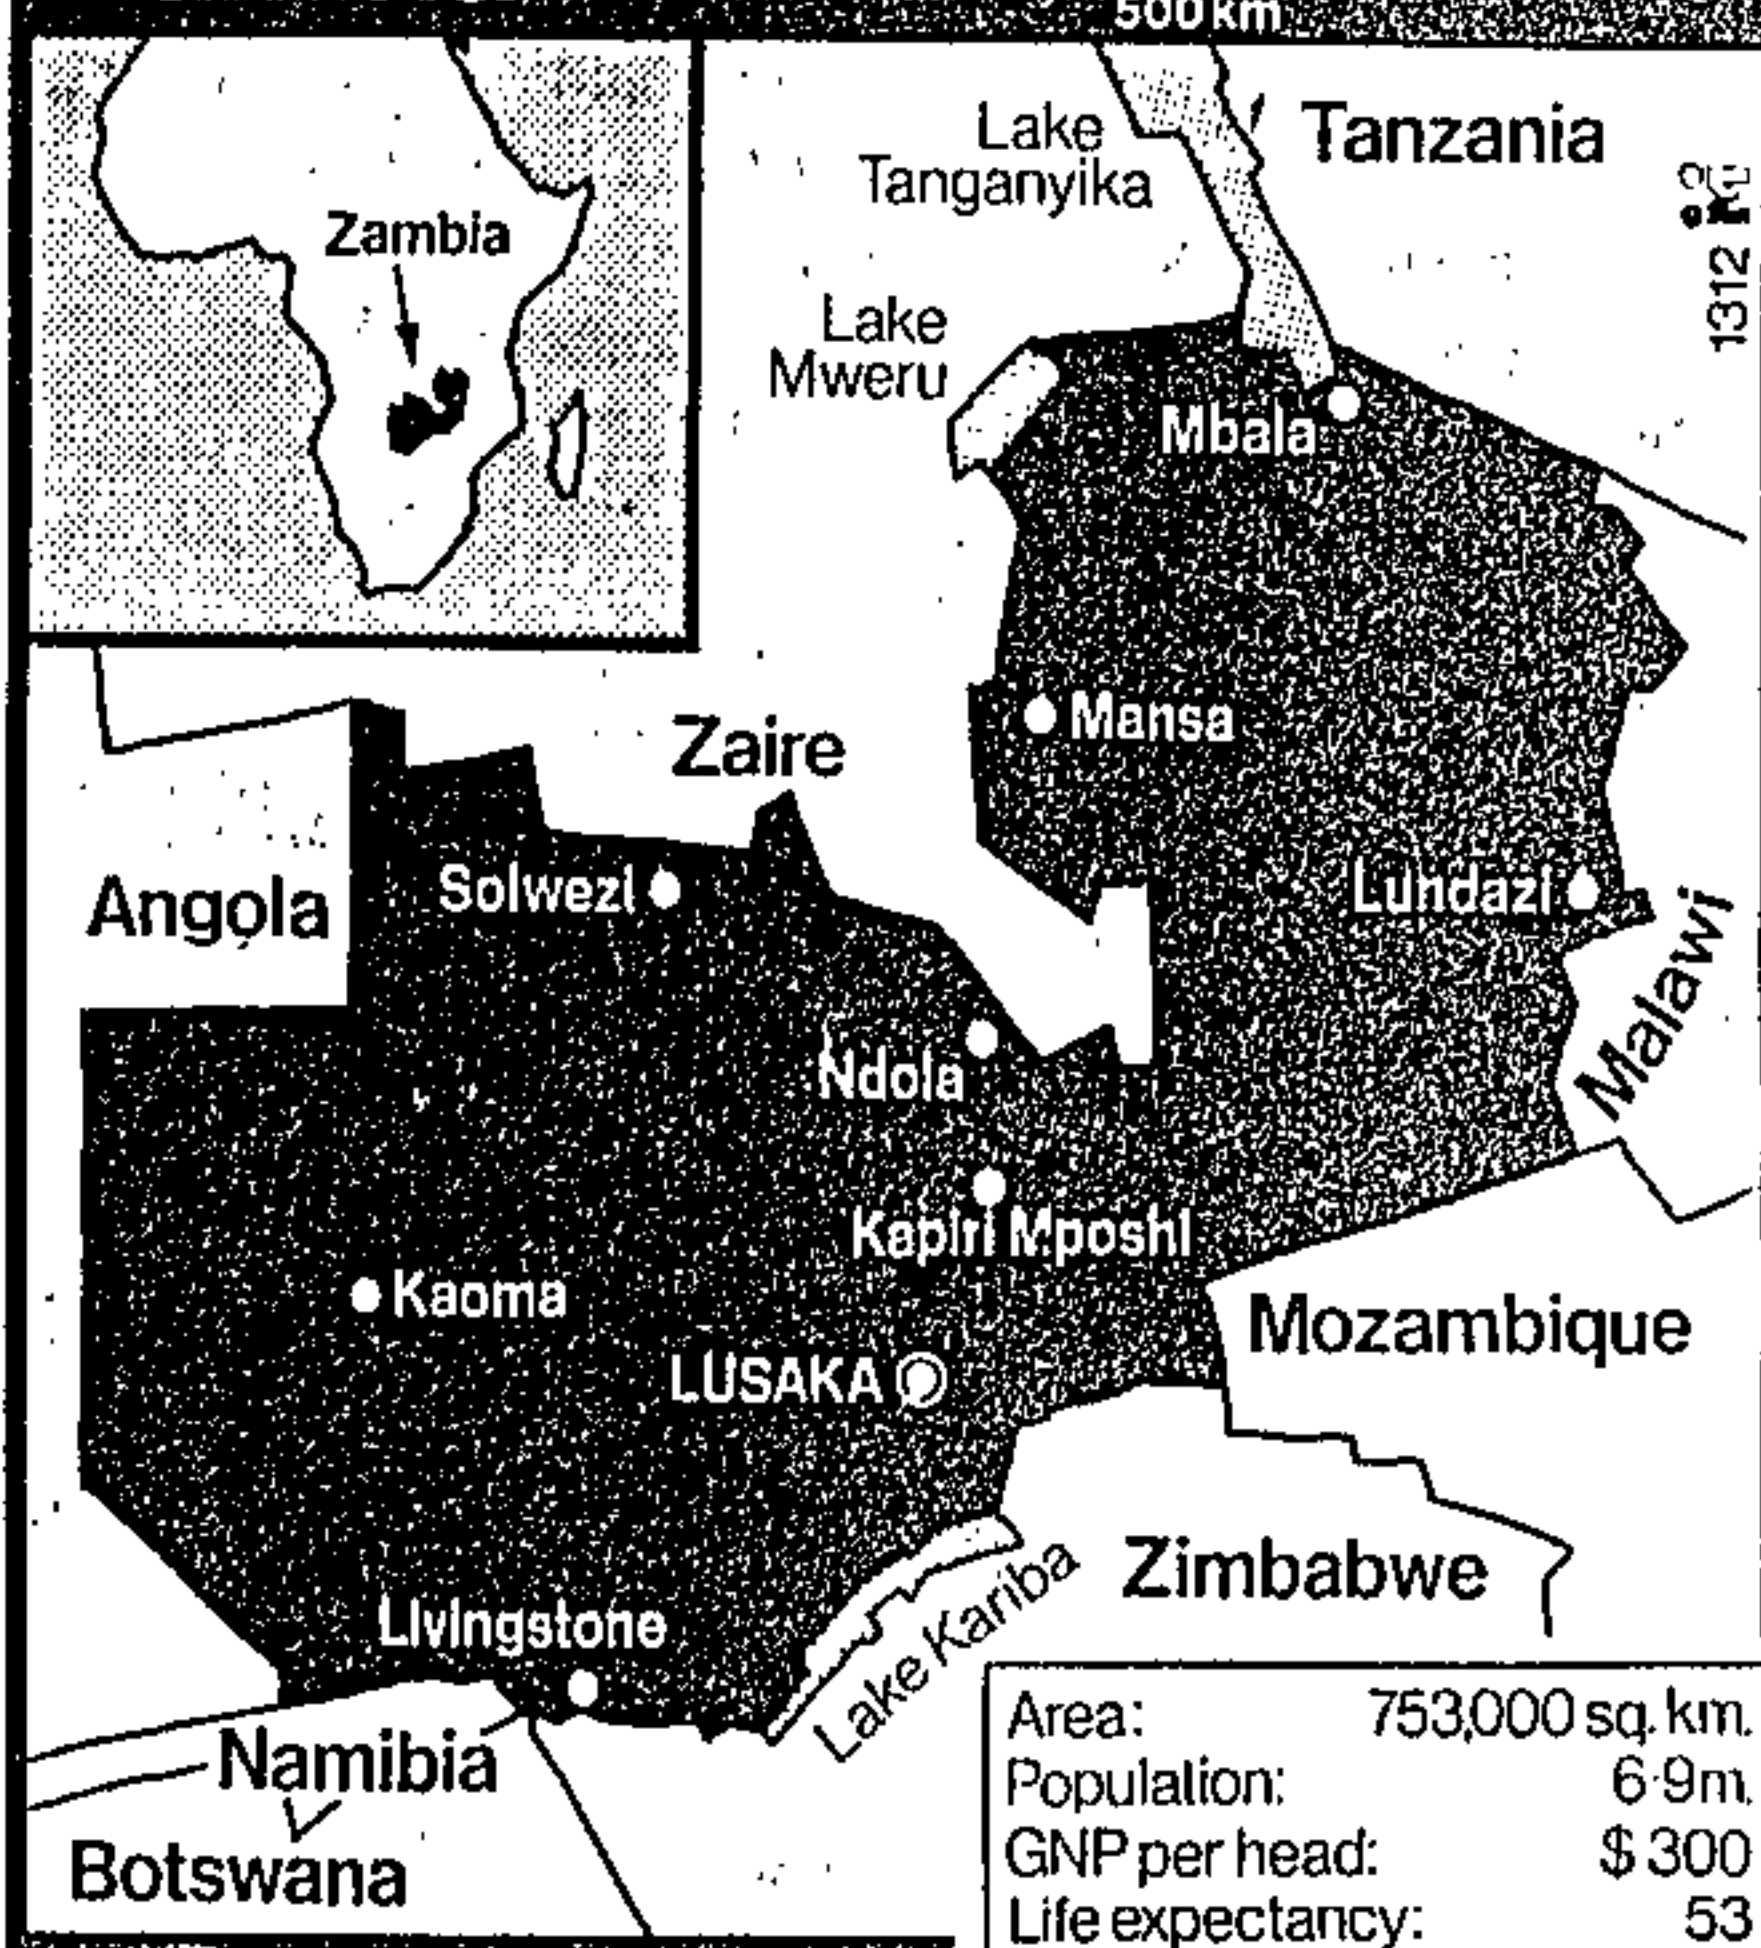 500km
Zambia
Lake
Tanganyika
Tanzania
1312
Lake
Mweru
Mbala
Mansa
Zaire
Angola
Solwezi
Lundazi
Malawi
Ndola
Kapiri Mposhi
Kaoma
Mozambique
LUSAKA
Zimbabwe
Livingstone
Lake Kariba
Namibia
Botswana
Area: 753,000 sq. km.
Population: 6·9m.
GNP per head: $300
Life expectancy: 53